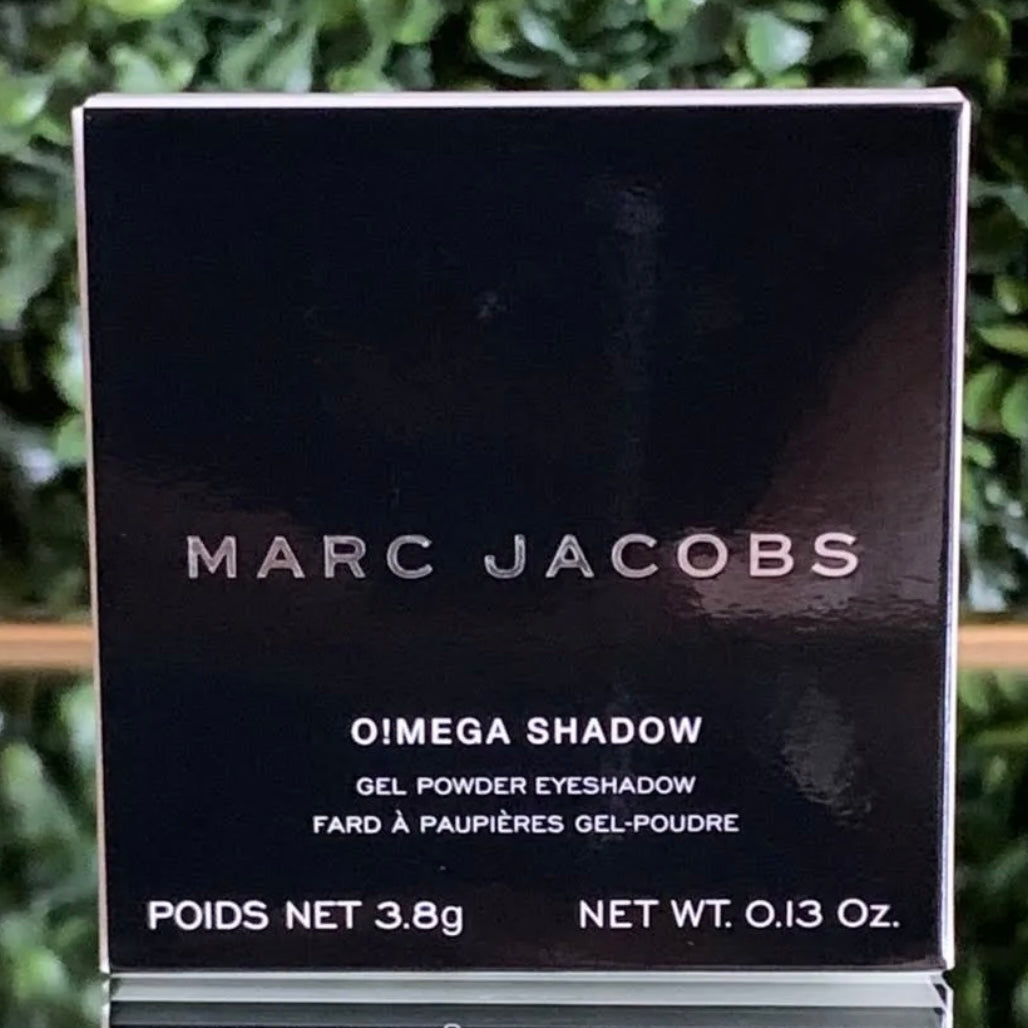 MARC JACOBS
O!MEGA SHADOW
GEL POWDER EYESHADOW
FARD À PAUPIÈRES GEL-POUDRE
POIDS NET 3.8g NET WT. 0.13 Oz.